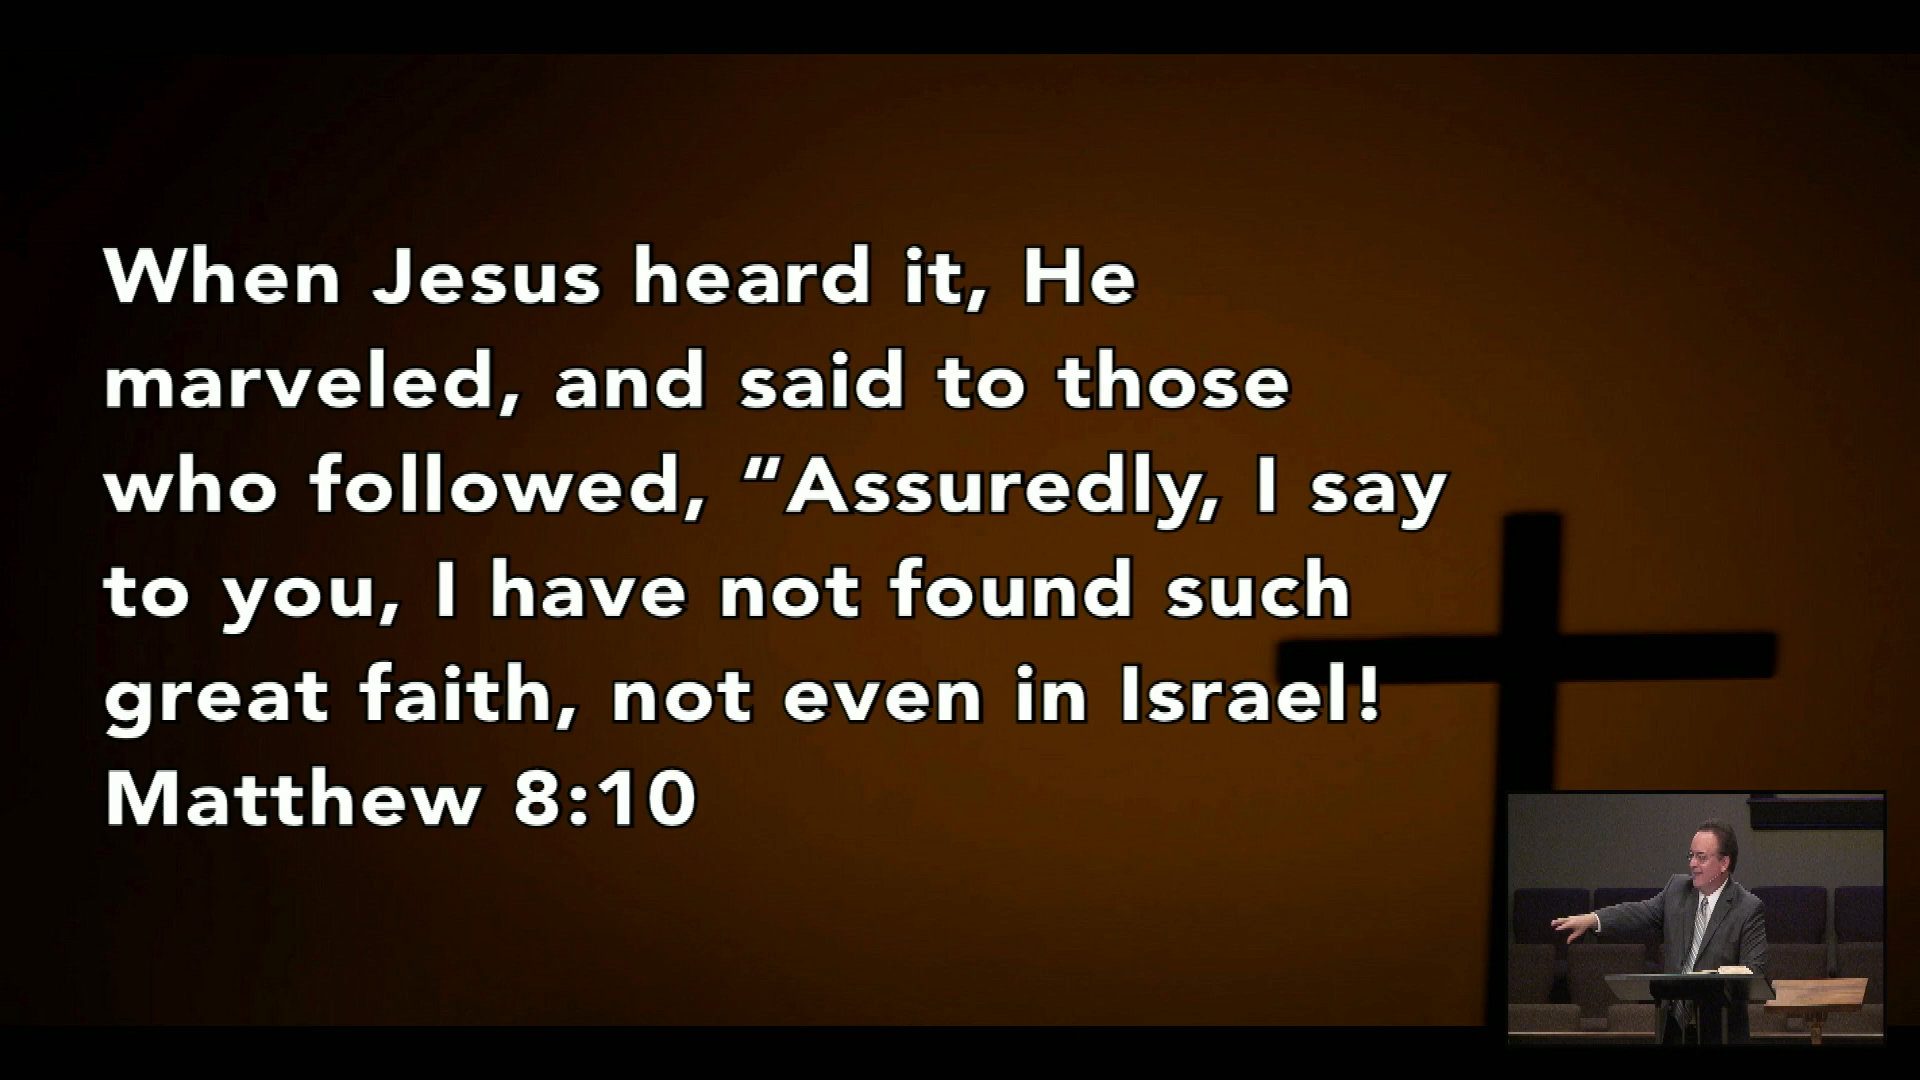 When Jesus heard it, He
marveled, and said to those
who followed, “Assuredly, I say
to you, I have not found such
great faith, not even in Israel!
Matthew 8:10